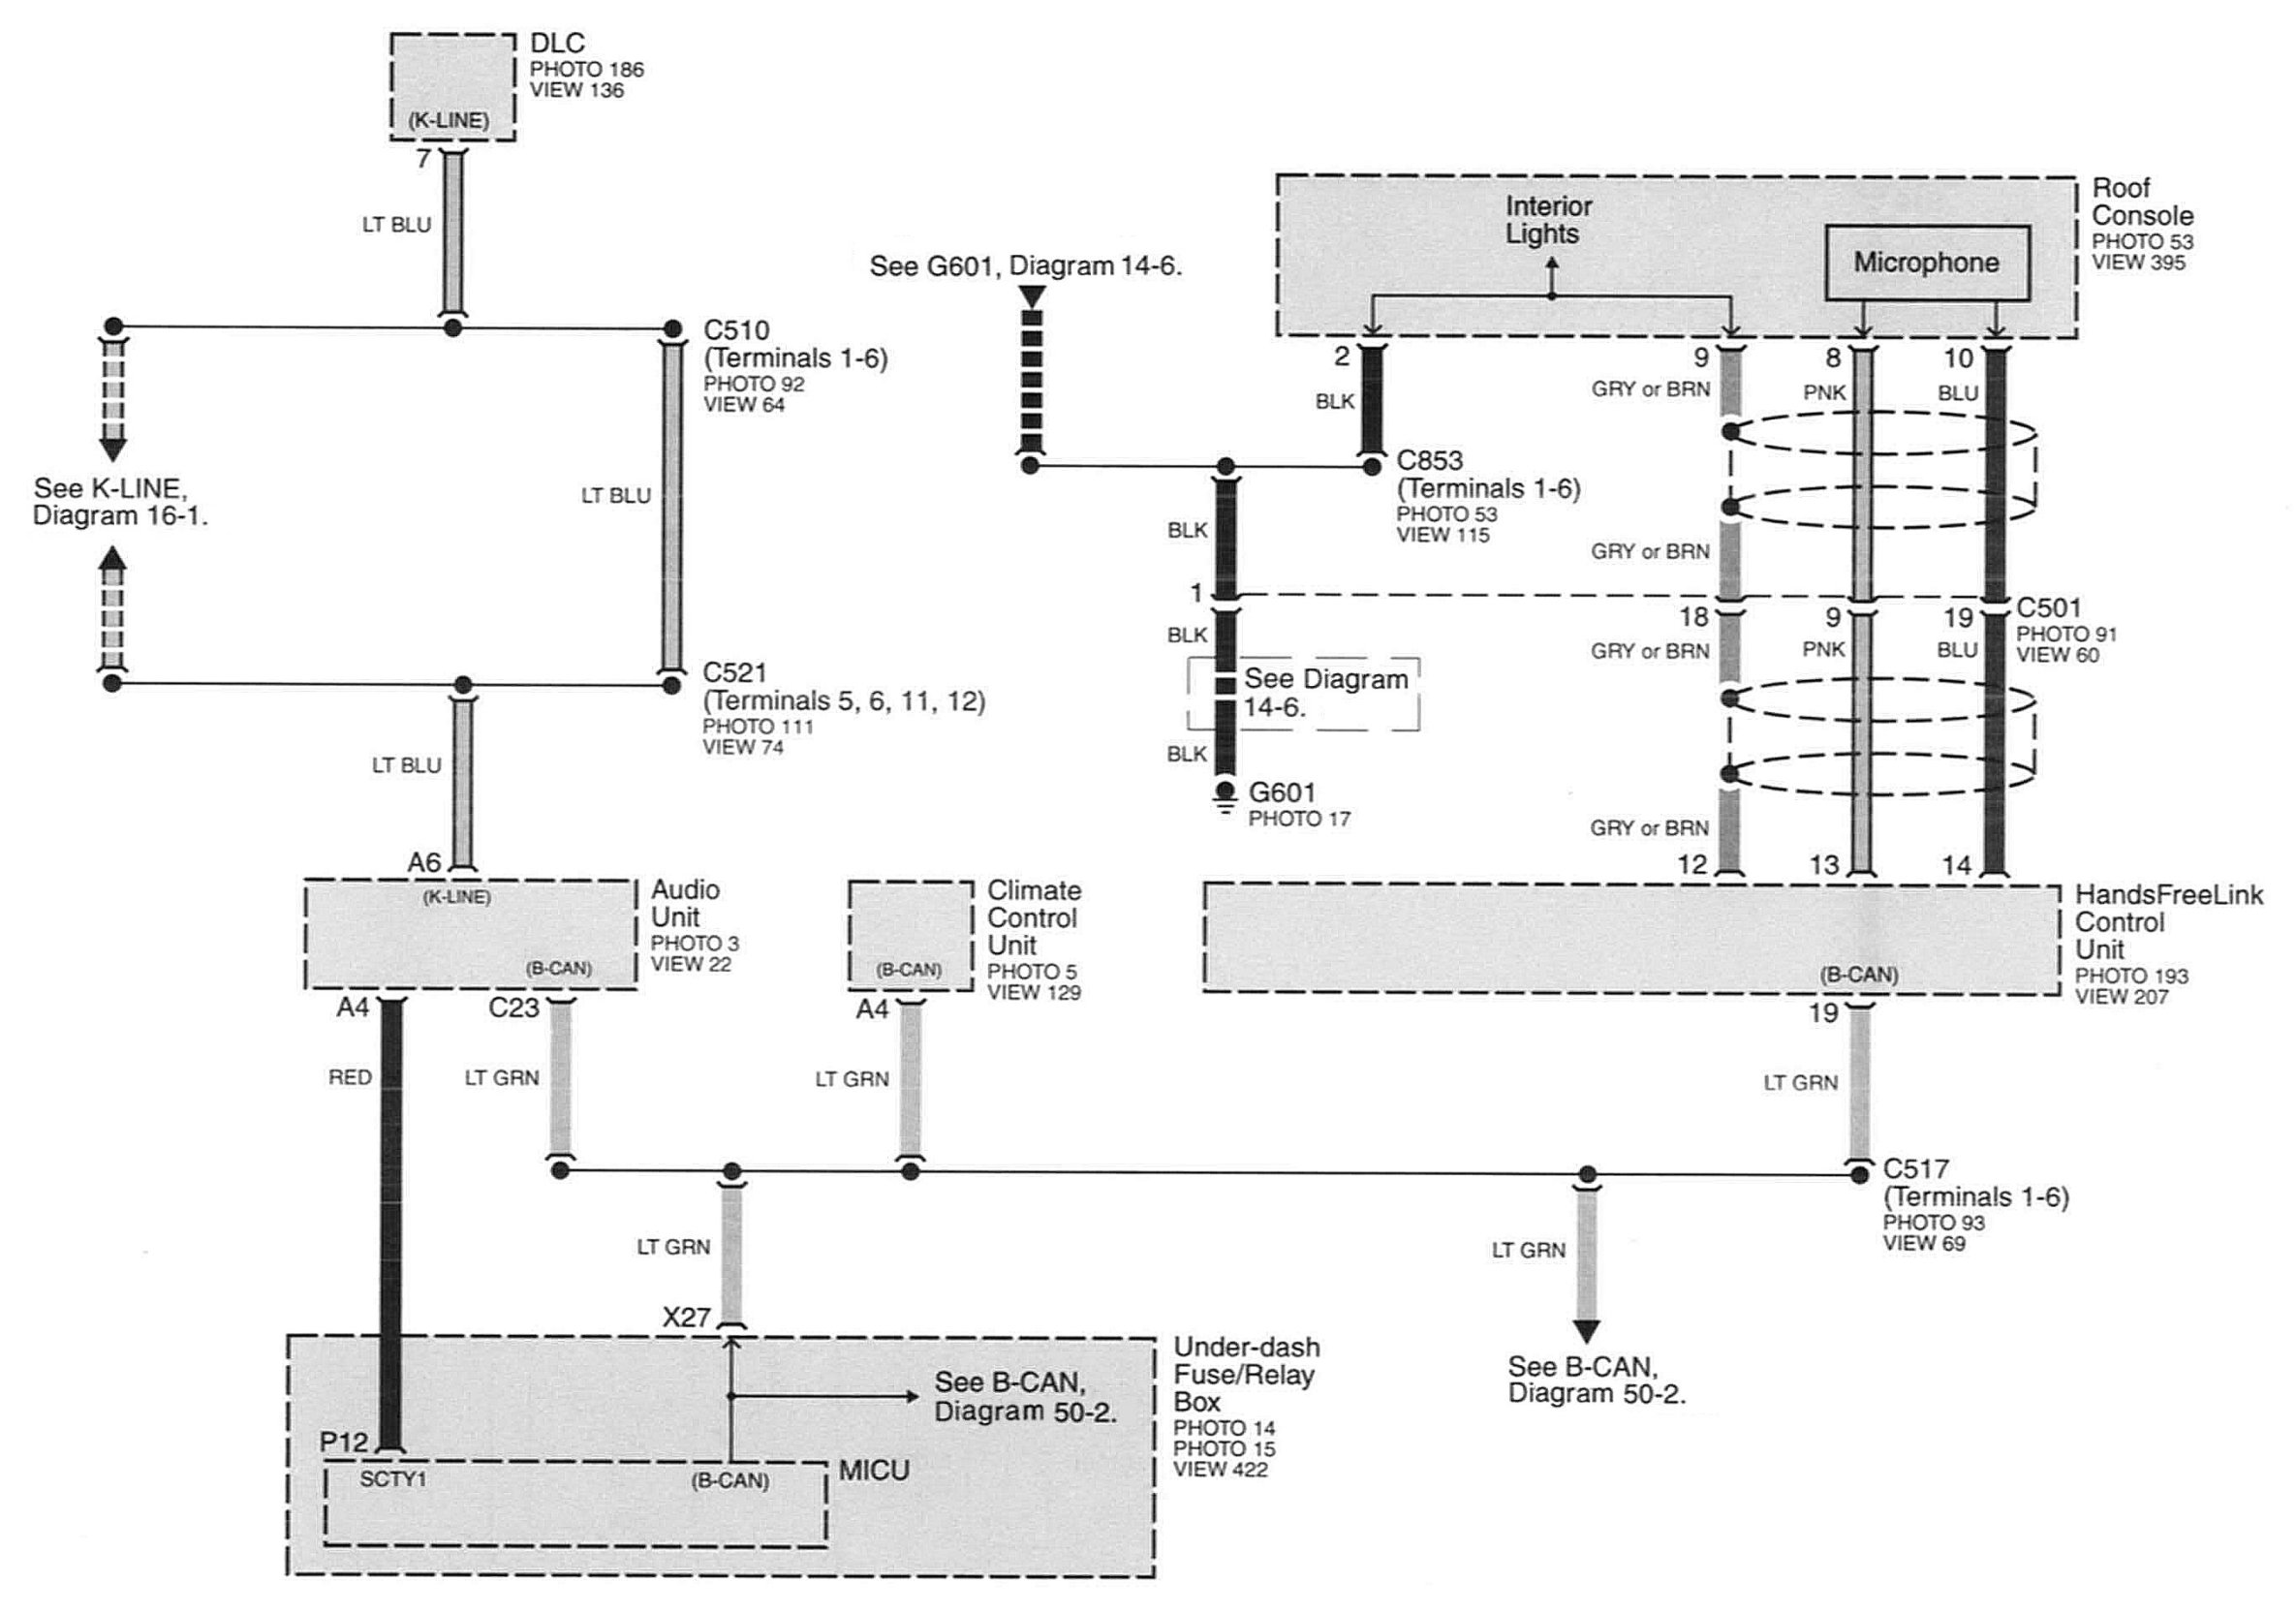 DLC
PHOTO 186
VIEW 136
(K-LINE)
7
LT BLU
C510
(Terminals 1-6)
PHOTO 92
VIEW 64
See K-LINE,
Diagram 16-1.
LT BLU
C521
(Terminals 5, 6, 11, 12)
PHOTO 111
VIEW 74
LT BLU
A6
(K-LINE)
(B-CAN)
Audio
Unit
PHOTO 3
VIEW 22
A4
C23
RED
LT GRN
(B-CAN)
Climate
Control
Unit
PHOTO 5
VIEW 129
A4
LT GRN
See G601, Diagram 14-6.
Interior
Lights
Microphone
Roof
Console
PHOTO 53
VIEW 395
2
9
8
10
BLK
GRY or BRN
PNK
BLU
C853
(Terminals 1-6)
PHOTO 53
VIEW 115
BLK
GRY or BRN
1
18
9
19
C501
PHOTO 91
VIEW 60
BLK
GRY or BRN
PNK
BLU
See Diagram
14-6.
BLK
G601
PHOTO 17
GRY or BRN
12
13
14
HandsFreeLink
Control
Unit
PHOTO 193
VIEW 207
(B-CAN)
19
LT GRN
C517
(Terminals 1-6)
PHOTO 93
VIEW 69
LT GRN
LT GRN
X27
See B-CAN,
Diagram 50-2.
See B-CAN,
Diagram 50-2.
Under-dash
Fuse/Relay
Box
PHOTO 14
PHOTO 15
VIEW 422
P12
SCTY1
(B-CAN)
MICU